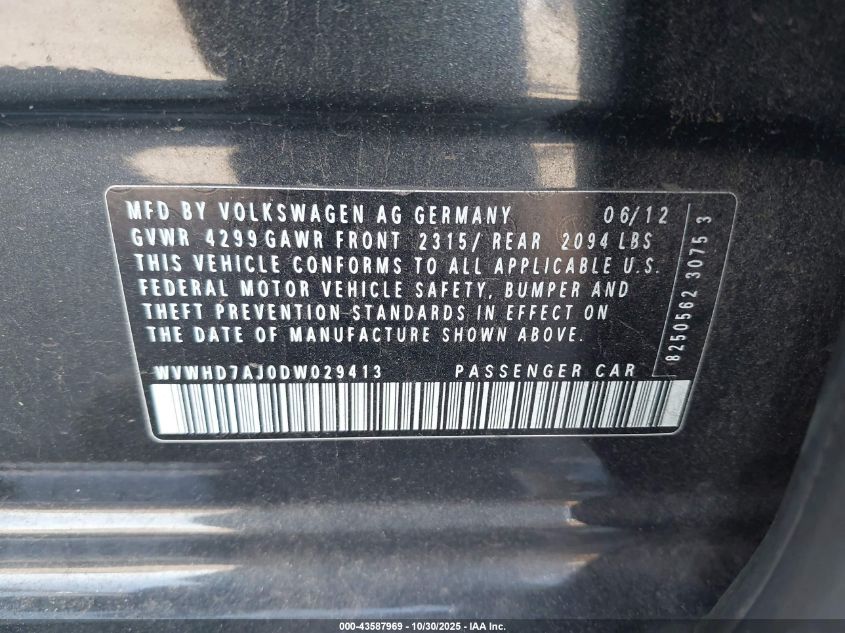 MFD BY VOLKSWAGEN AG GERMANY 06/12
GVWR 4299 GAWR FRONT 2315/ REAR 2094 LBS
THIS VEHICLE CONFORMS TO ALL APPLICABLE U.S.
FEDERAL MOTOR VEHICLE SAFETY, BUMPER AND
THEFT PREVENTION STANDARDS IN EFFECT ON
THE DATE OF MANUFACTURE SHOWN ABOVE.
WVWHD7AJ0DW029413 PASSENGER CAR
8250562 3075 3
000-43587969 | 10/30/2025 | IAA Inc.